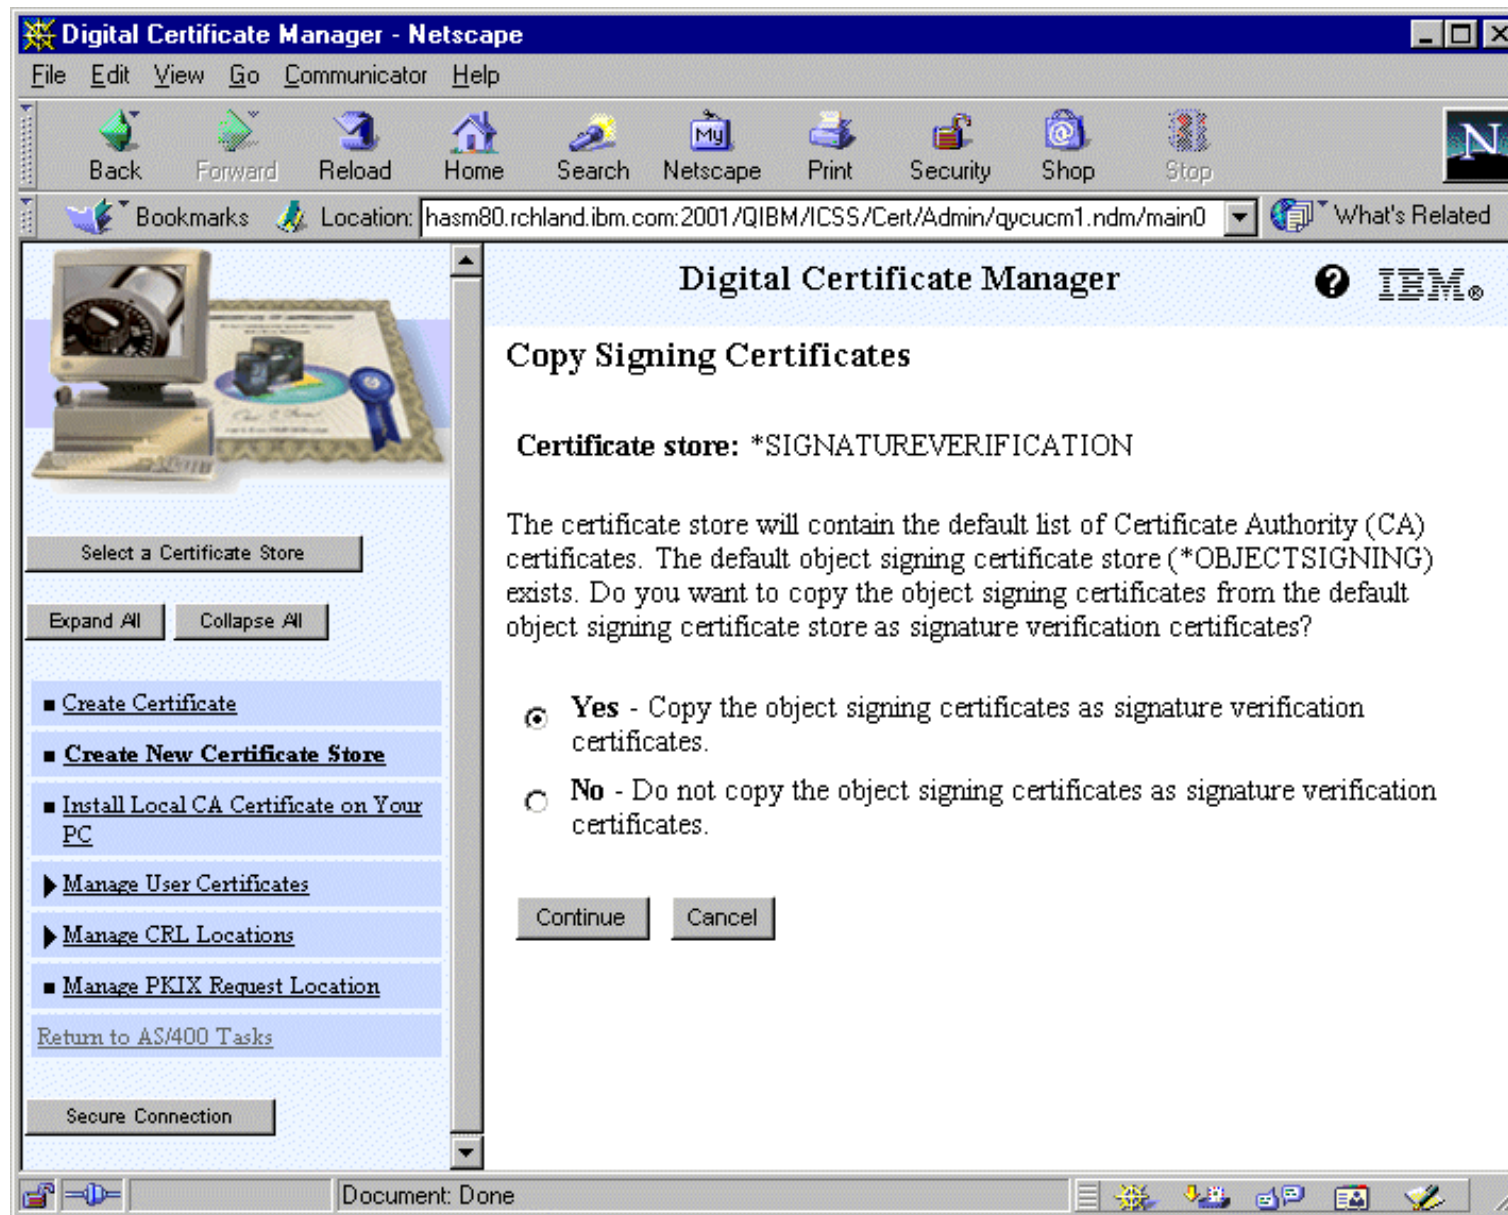 Digital Certificate Manager - Netscape
File Edit View Go Communicator Help
My
Back Forward Reload Home Search Netscape Print Security Shop Stop
N
Bookmarks Location: hasm80.rchland.ibm.com:2001/QIBM/ICSS/Cert/Admin/qycucm1.ndm/main0 What's Related
Select a Certificate Store
Expand All Collapse All
Create Certificate
Create New Certificate Store
Install Local CA Certificate on Your
PC
Manage User Certificates
Manage CRL Locations
Manage PKIX Request Location
Return to AS/400 Tasks
Secure Connection
Digital Certificate Manager ? IBM®
Copy Signing Certificates
Certificate store: *SIGNATUREVERIFICATION
The certificate store will contain the default list of Certificate Authority (CA)
certificates. The default object signing certificate store (*OBJECTSIGNING)
exists. Do you want to copy the object signing certificates from the default
object signing certificate store as signature verification certificates?
Yes - Copy the object signing certificates as signature verification
certificates.
No - Do not copy the object signing certificates as signature verification
certificates.
Continue Cancel
Document: Done